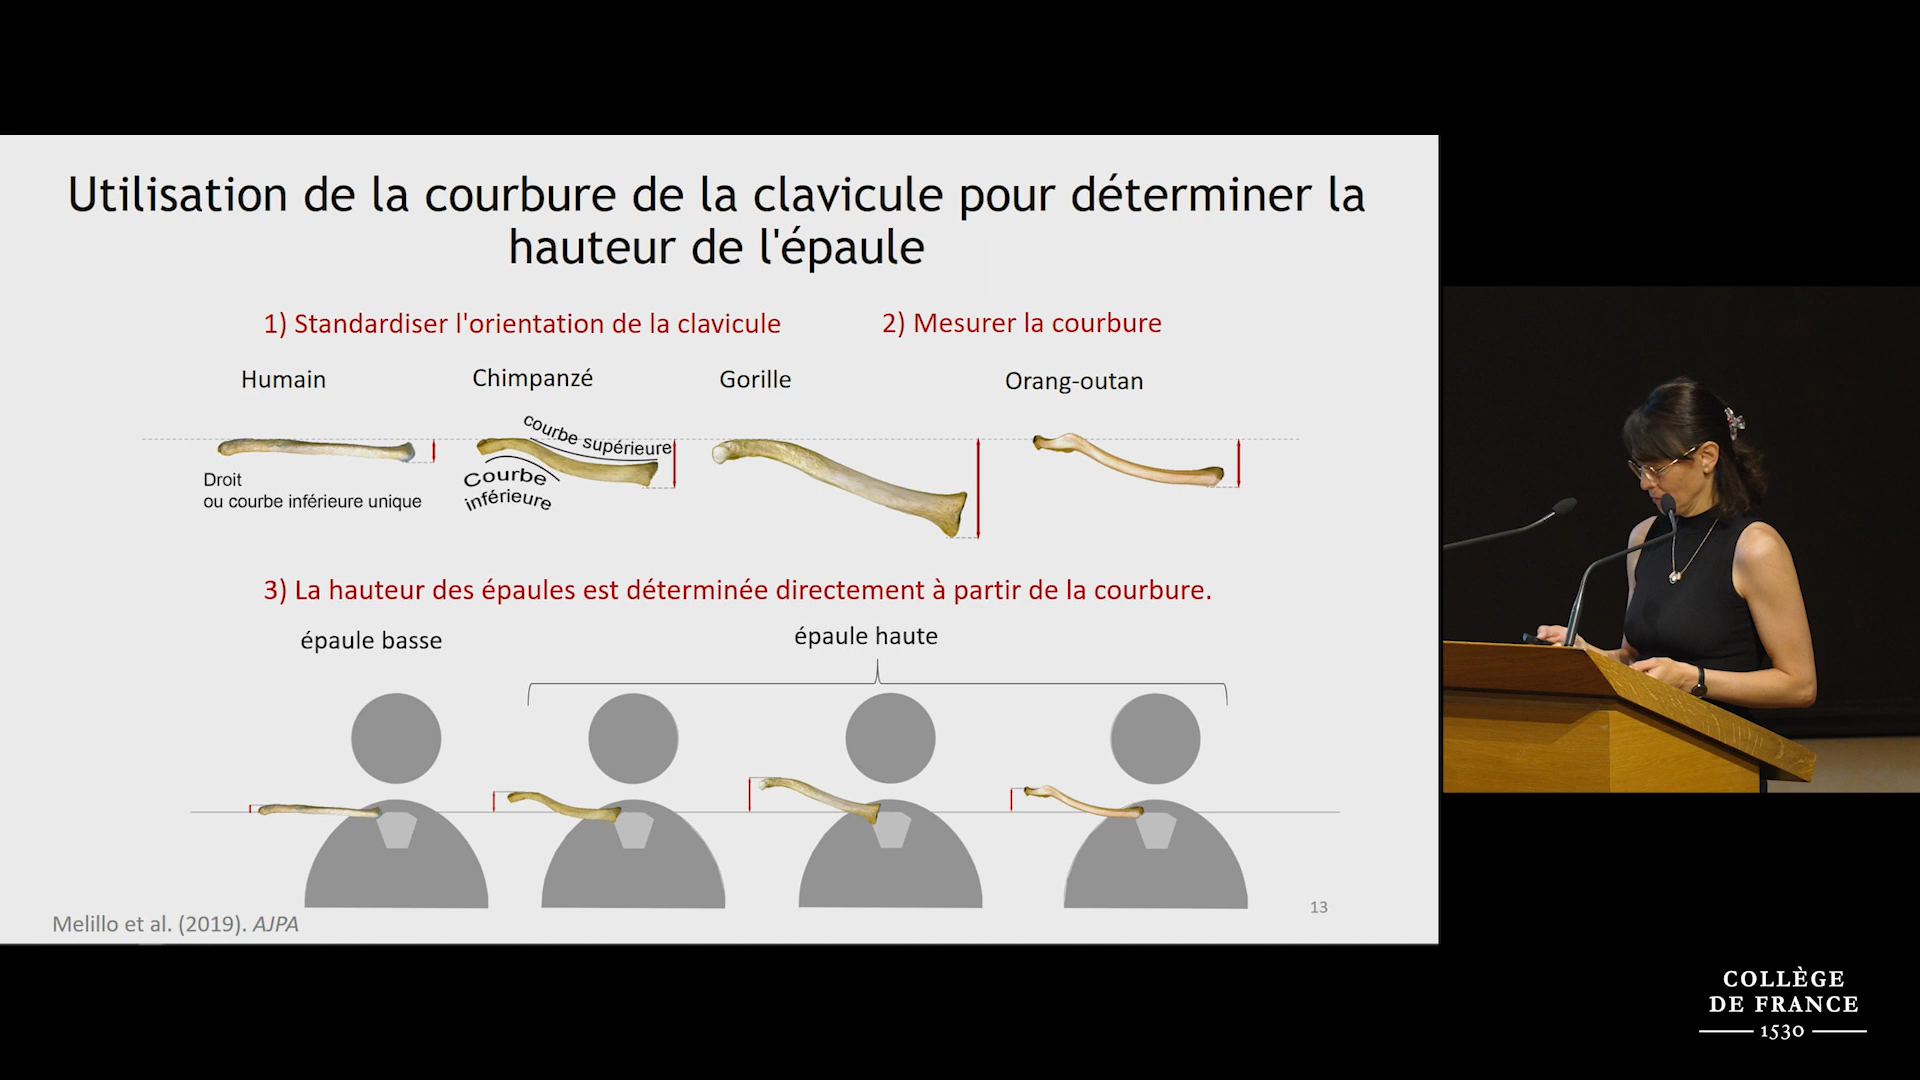 Utilisation de la courbure de la clavicule pour déterminer la
hauteur de l'épaule
1) Standardiser l'orientation de la clavicule
2) Mesurer la courbure
Humain
Chimpanzé
Gorille
Orang-outan
courbe supérieure
Courbe
inférieure
Droit
ou courbe inférieure unique
3) La hauteur des épaules est déterminée directement à partir de la courbure.
épaule basse
épaule haute
Melillo et al. (2019). AJPA
13
COLLÈGE
DE FRANCE
1530